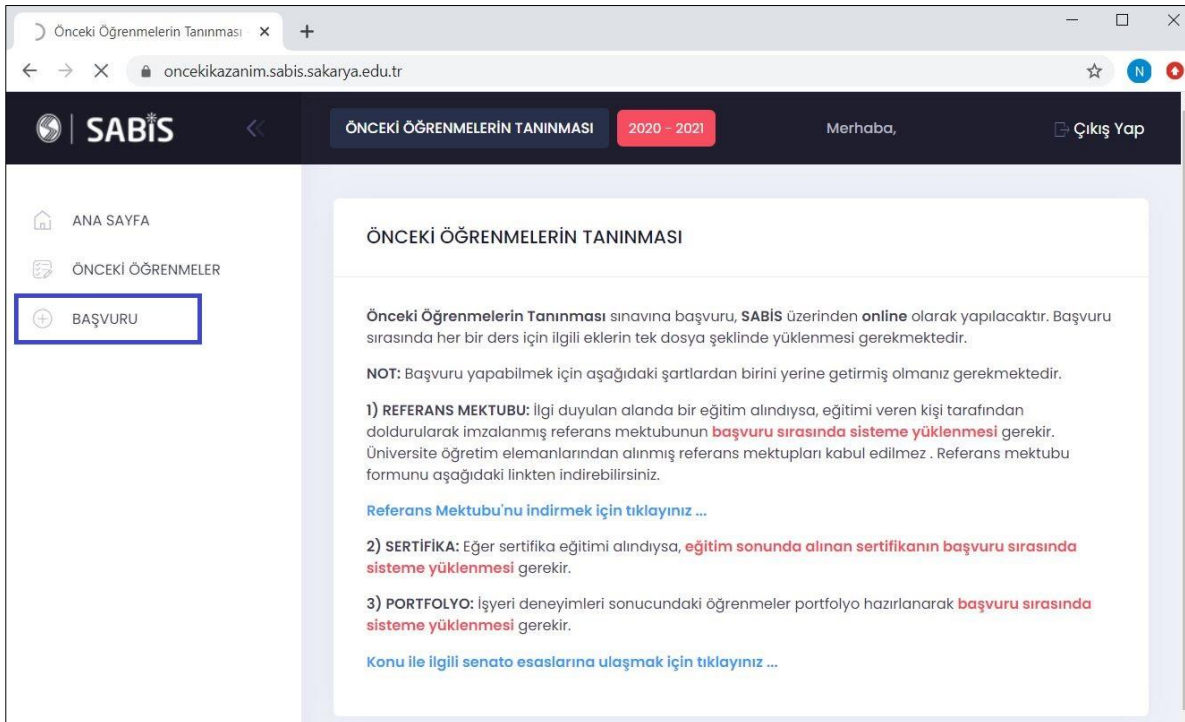 Önceki Öğrenmelerin Tanınması
oncekikazanim.sabis.sakarya.edu.tr
N
SABİS
ÖNCEKİ ÖĞRENMELERİN TANINMASI
2020 - 2021
Merhaba,
Çıkış Yap
ANA SAYFA
ÖNCEKİ ÖĞRENMELER
BAŞVURU
ÖNCEKİ ÖĞRENMELERİN TANINMASI
Önceki Öğrenmelerin Tanınması sınavına başvuru, SABİS üzerinden online olarak yapılacaktır. Başvuru
sırasında her bir ders için ilgili eklerin tek dosya şeklinde yüklenmesi gerekmektedir.
NOT: Başvuru yapabilmek için aşağıdaki şartlardan birini yerine getirmiş olmanız gerekmektedir.
1) REFERANS MEKTUBU: İlgi duyulan alanda bir eğitim alındıysa, eğitimi veren kişi tarafından
doldurularak imzalanmış referans mektubunun başvuru sırasında sisteme yüklenmesi gerekir.
Üniversite öğretim elemanlarından alınmış referans mektupları kabul edilmez . Referans mektubu
formunu aşağıdaki linkten indirebilirsiniz.
Referans Mektubu'nu indirmek için tıklayınız ...
2) SERTİFİKA: Eğer sertifika eğitimi alındıysa, eğitim sonunda alınan sertifikanın başvuru sırasında
sisteme yüklenmesi gerekir.
3) PORTFOLYO: İşyeri deneyimleri sonucundaki öğrenmeler portfolyo hazırlanarak başvuru sırasında
sisteme yüklenmesi gerekir.
Konu ile ilgili senato esaslarına ulaşmak için tıklayınız ...